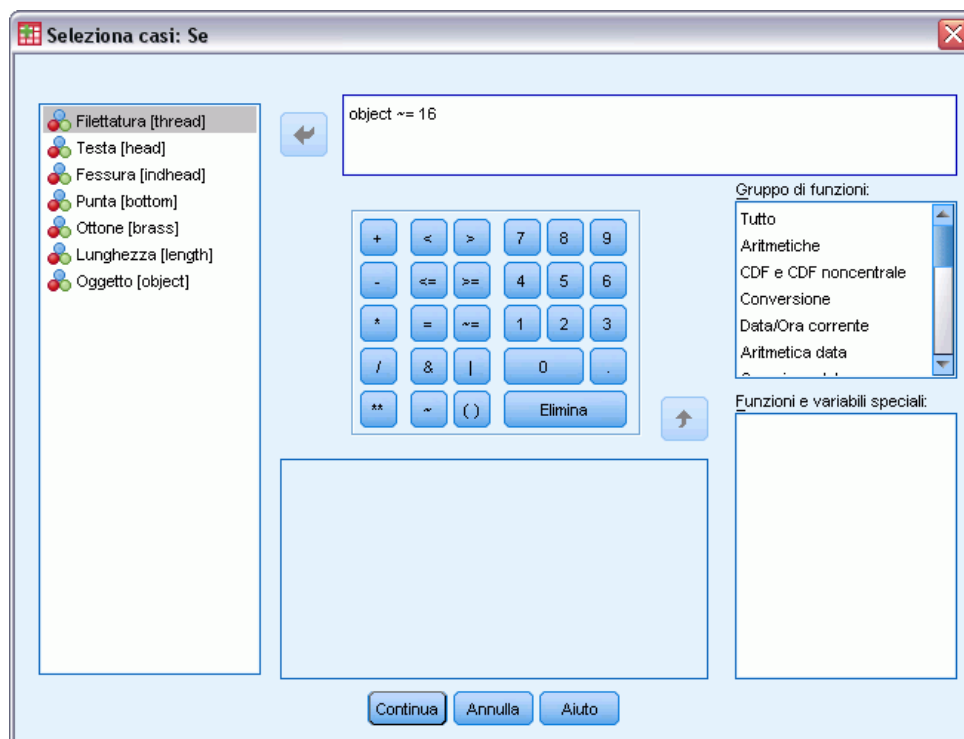 Seleziona casi: Se
Filettatura [thread]
Testa [head]
Fessura [indhead]
Punta [bottom]
Ottone [brass]
Lunghezza [length]
Oggetto [object]
object ~= 16
+ < > 7 8 9
- <= >= 4 5 6
* = ~= 1 2 3
/ & | 0 .
** ~ ( ) Elimina
Gruppo di funzioni:
Tutto
Aritmetiche
CDF e CDF noncentrale
Conversione
Data/Ora corrente
Aritmetica data
Funzioni e variabili speciali:
Continua Annulla Aiuto